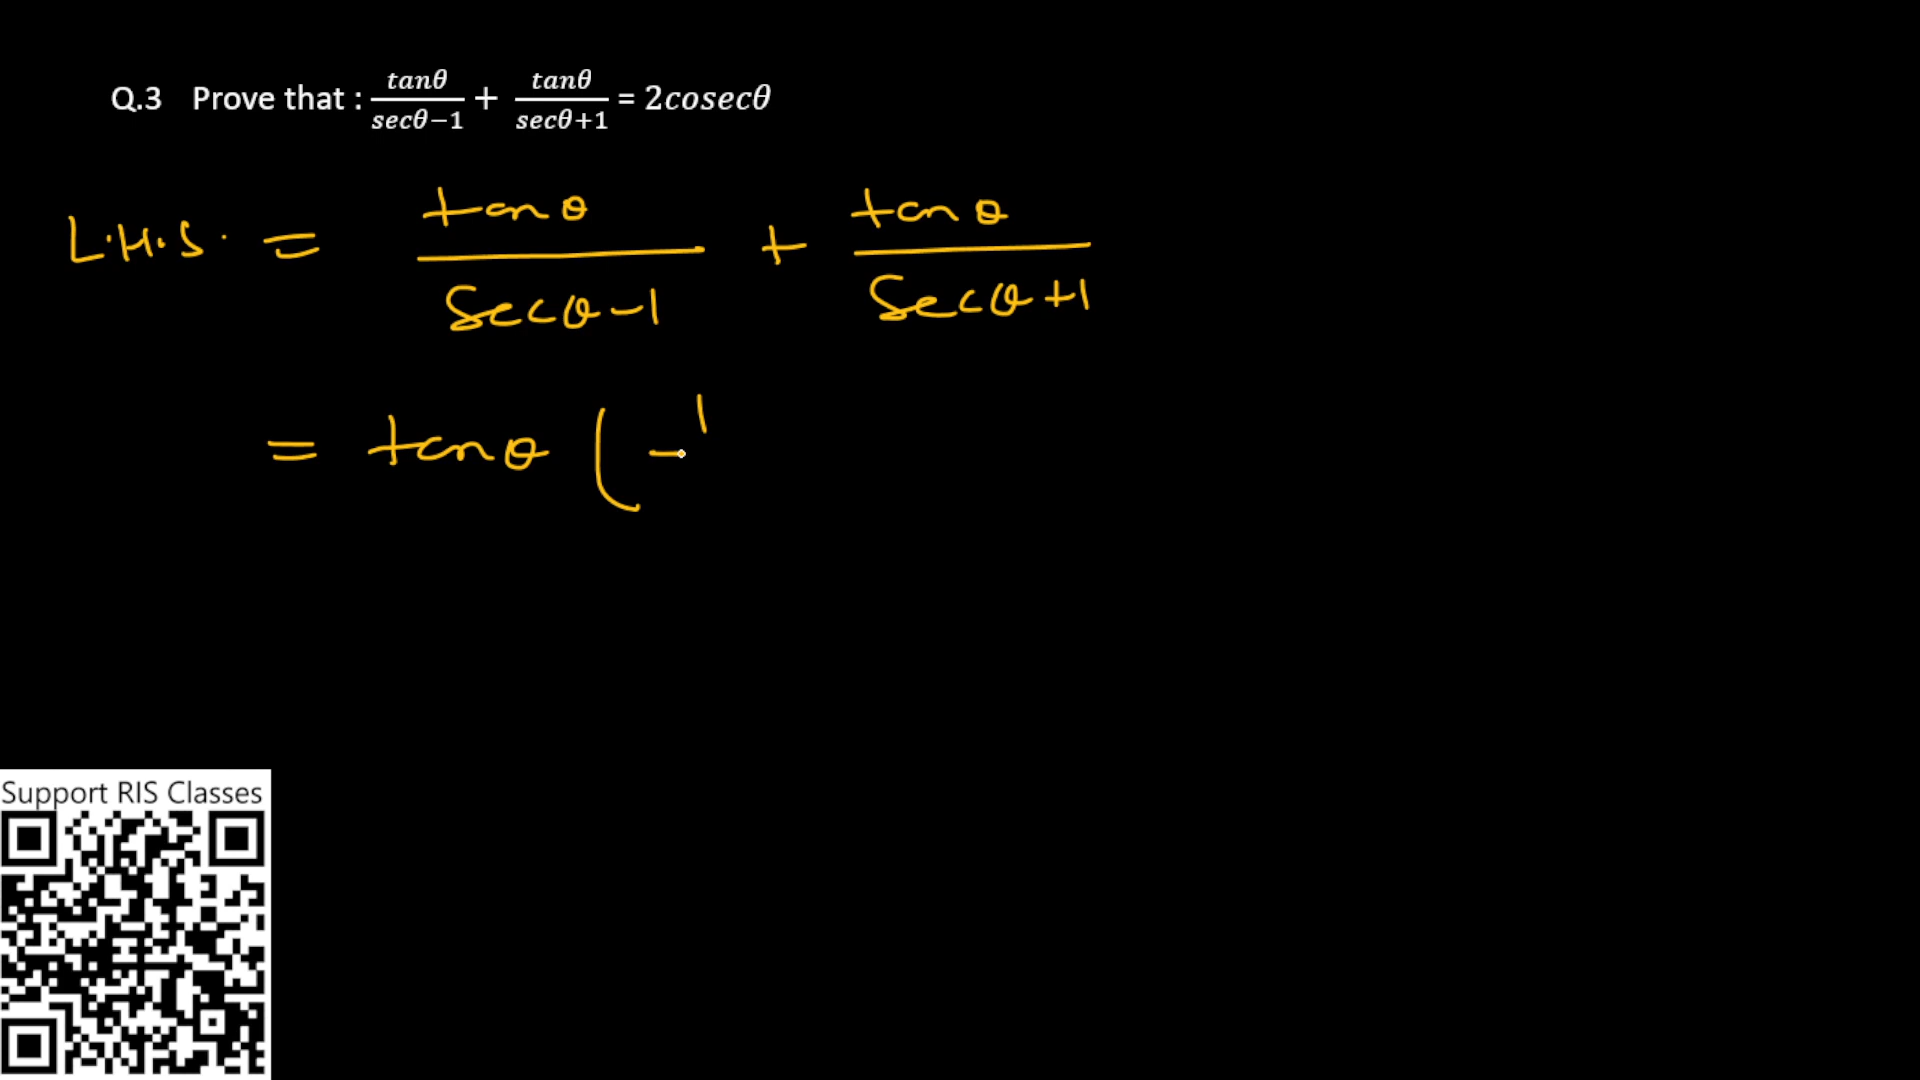 Q.3 Prove that : tanθ/secθ−1 + tanθ/secθ+1 = 2cosecθ
L.H.S. = tanθ/secθ-1 + tanθ/secθ+1
= tanθ ( 1
Support RIS Classes